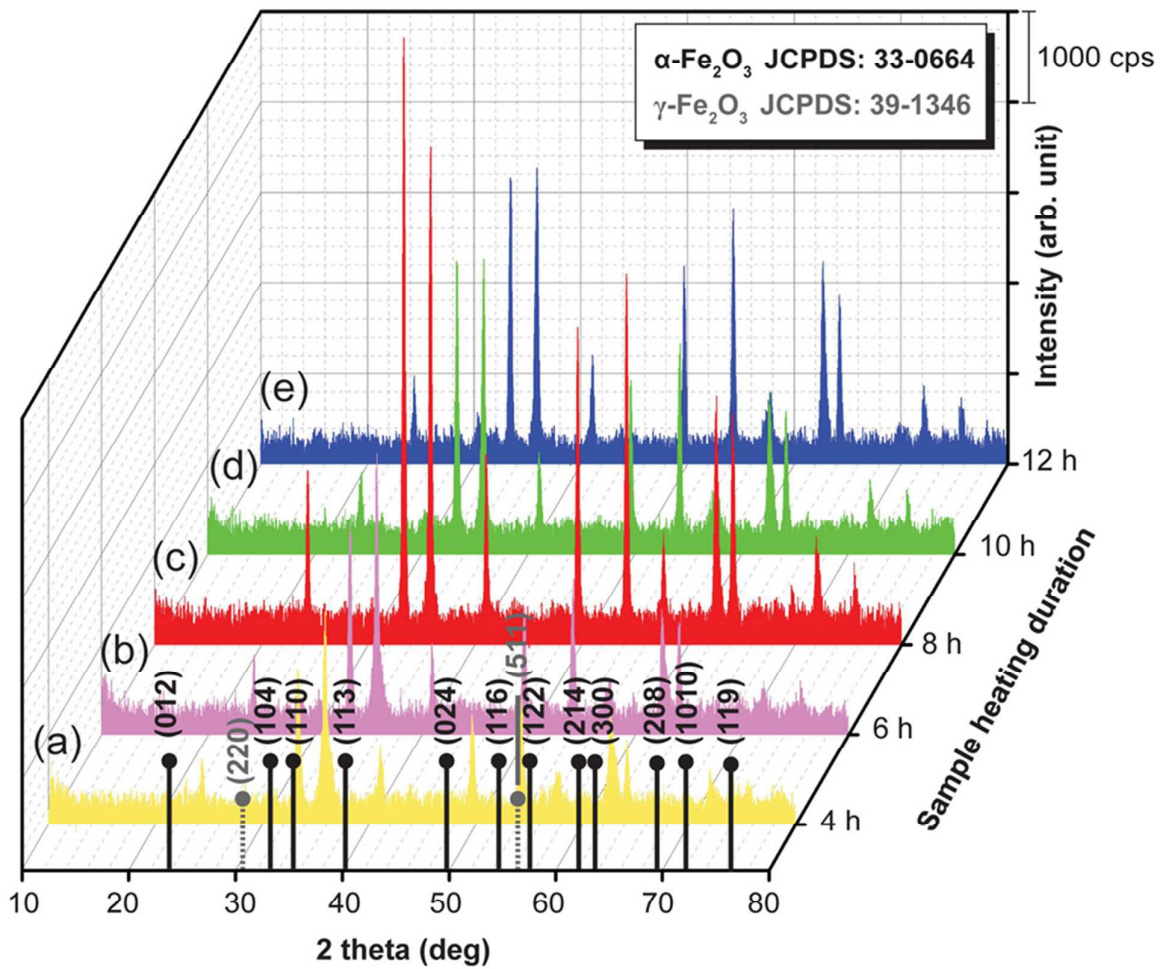 α-Fe₂O₃ JCPDS: 33-0664
γ-Fe₂O₃ JCPDS: 39-1346
1000 cps
Intensity (arb. unit)
(e)
12 h
(d)
10 h
(c)
8 h
(b)
6 h
(a)
4 h
Sample heating duration
(012)
(220)
(104)
(110)
(113)
(024)
(116)
(511)
(122)
(214)
(300)
(208)
(1010)
(119)
10 20 30 40 50 60 70 80
2 theta (deg)